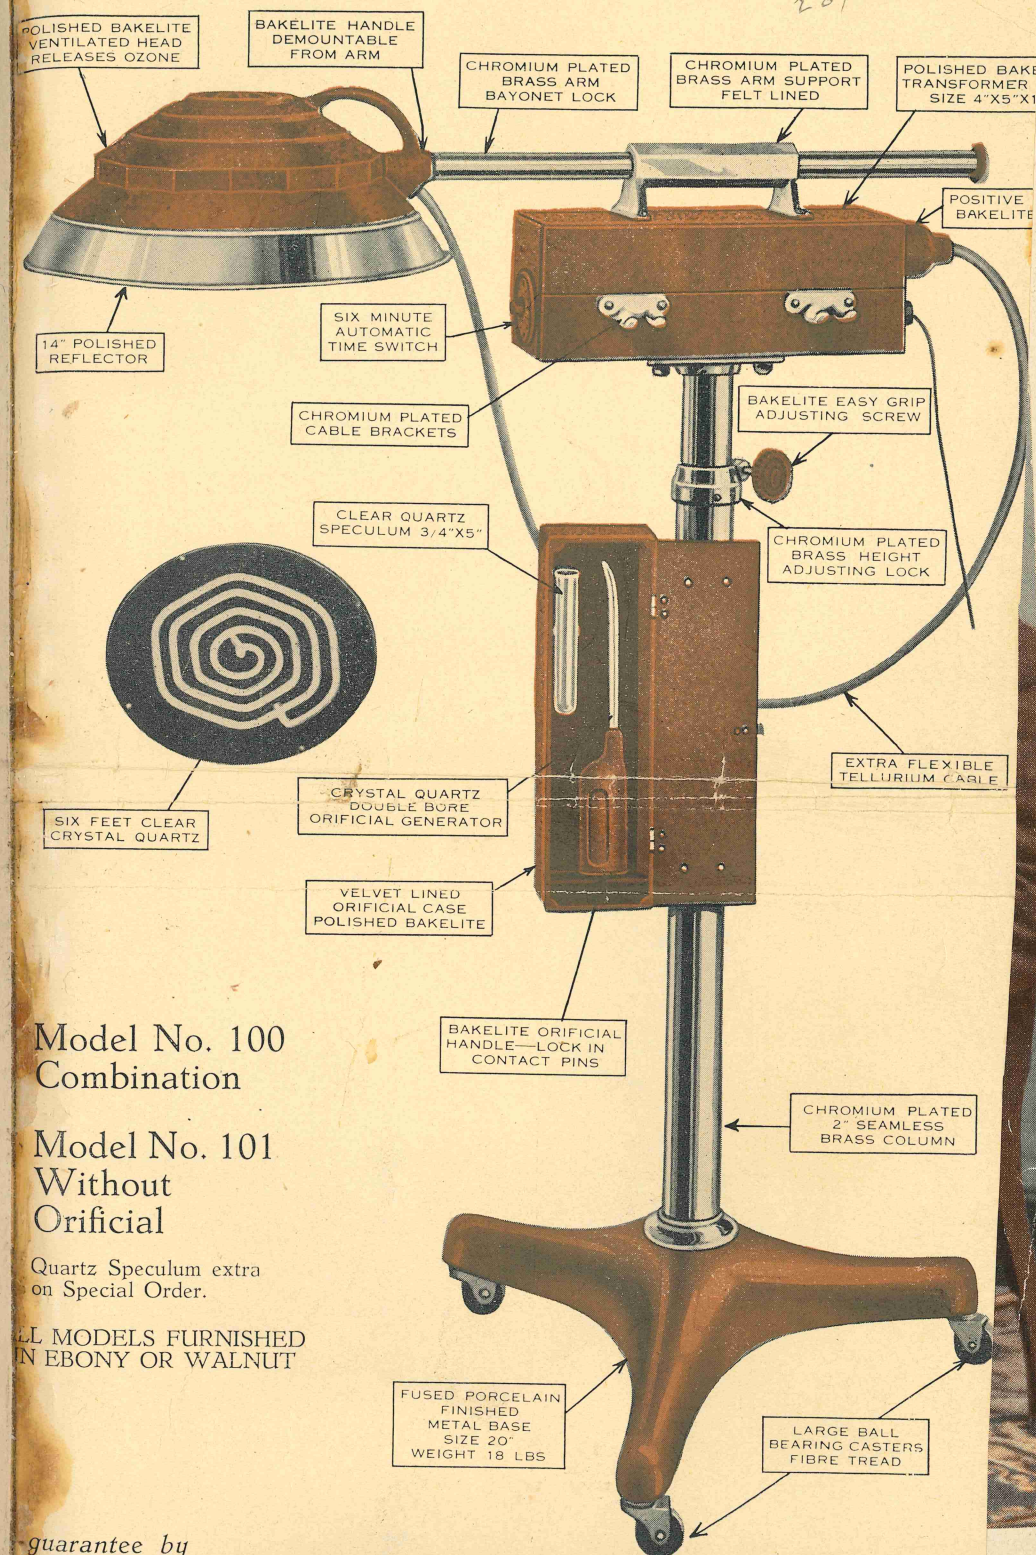 POLISHED BAKELITE
VENTILATED HEAD
RELEASES OZONE
BAKELITE HANDLE
DEMOUNTABLE
FROM ARM
CHROMIUM PLATED
BRASS ARM
BAYONET LOCK
CHROMIUM PLATED
BRASS ARM SUPPORT
FELT LINED
POLISHED BAKE
TRANSFORMER
SIZE 4"X5"X1
POSITIVE
BAKELITE
14" POLISHED
REFLECTOR
SIX MINUTE
AUTOMATIC
TIME SWITCH
CHROMIUM PLATED
CABLE BRACKETS
BAKELITE EASY GRIP
ADJUSTING SCREW
CLEAR QUARTZ
SPECULUM 3/4"X5"
CHROMIUM PLATED
BRASS HEIGHT
ADJUSTING LOCK
EXTRA FLEXIBLE
TELLURIUM CABLE
SIX FEET CLEAR
CRYSTAL QUARTZ
CRYSTAL QUARTZ
DOUBLE BORE
ORIFICIAL GENERATOR
VELVET LINED
ORIFICIAL CASE
POLISHED BAKELITE
BAKELITE ORIFICIAL
HANDLE—LOCK IN
CONTACT PINS
Model No. 100
Combination
Model No. 101
Without
Orificial
Quartz Speculum extra
on Special Order.
LL MODELS FURNISHED
IN EBONY OR WALNUT
CHROMIUM PLATED
2" SEAMLESS
BRASS COLUMN
FUSED PORCELAIN
FINISHED
METAL BASE
SIZE 20"
WEIGHT 18 LBS
LARGE BALL
BEARING CASTERS
FIBRE TREAD
guarantee by